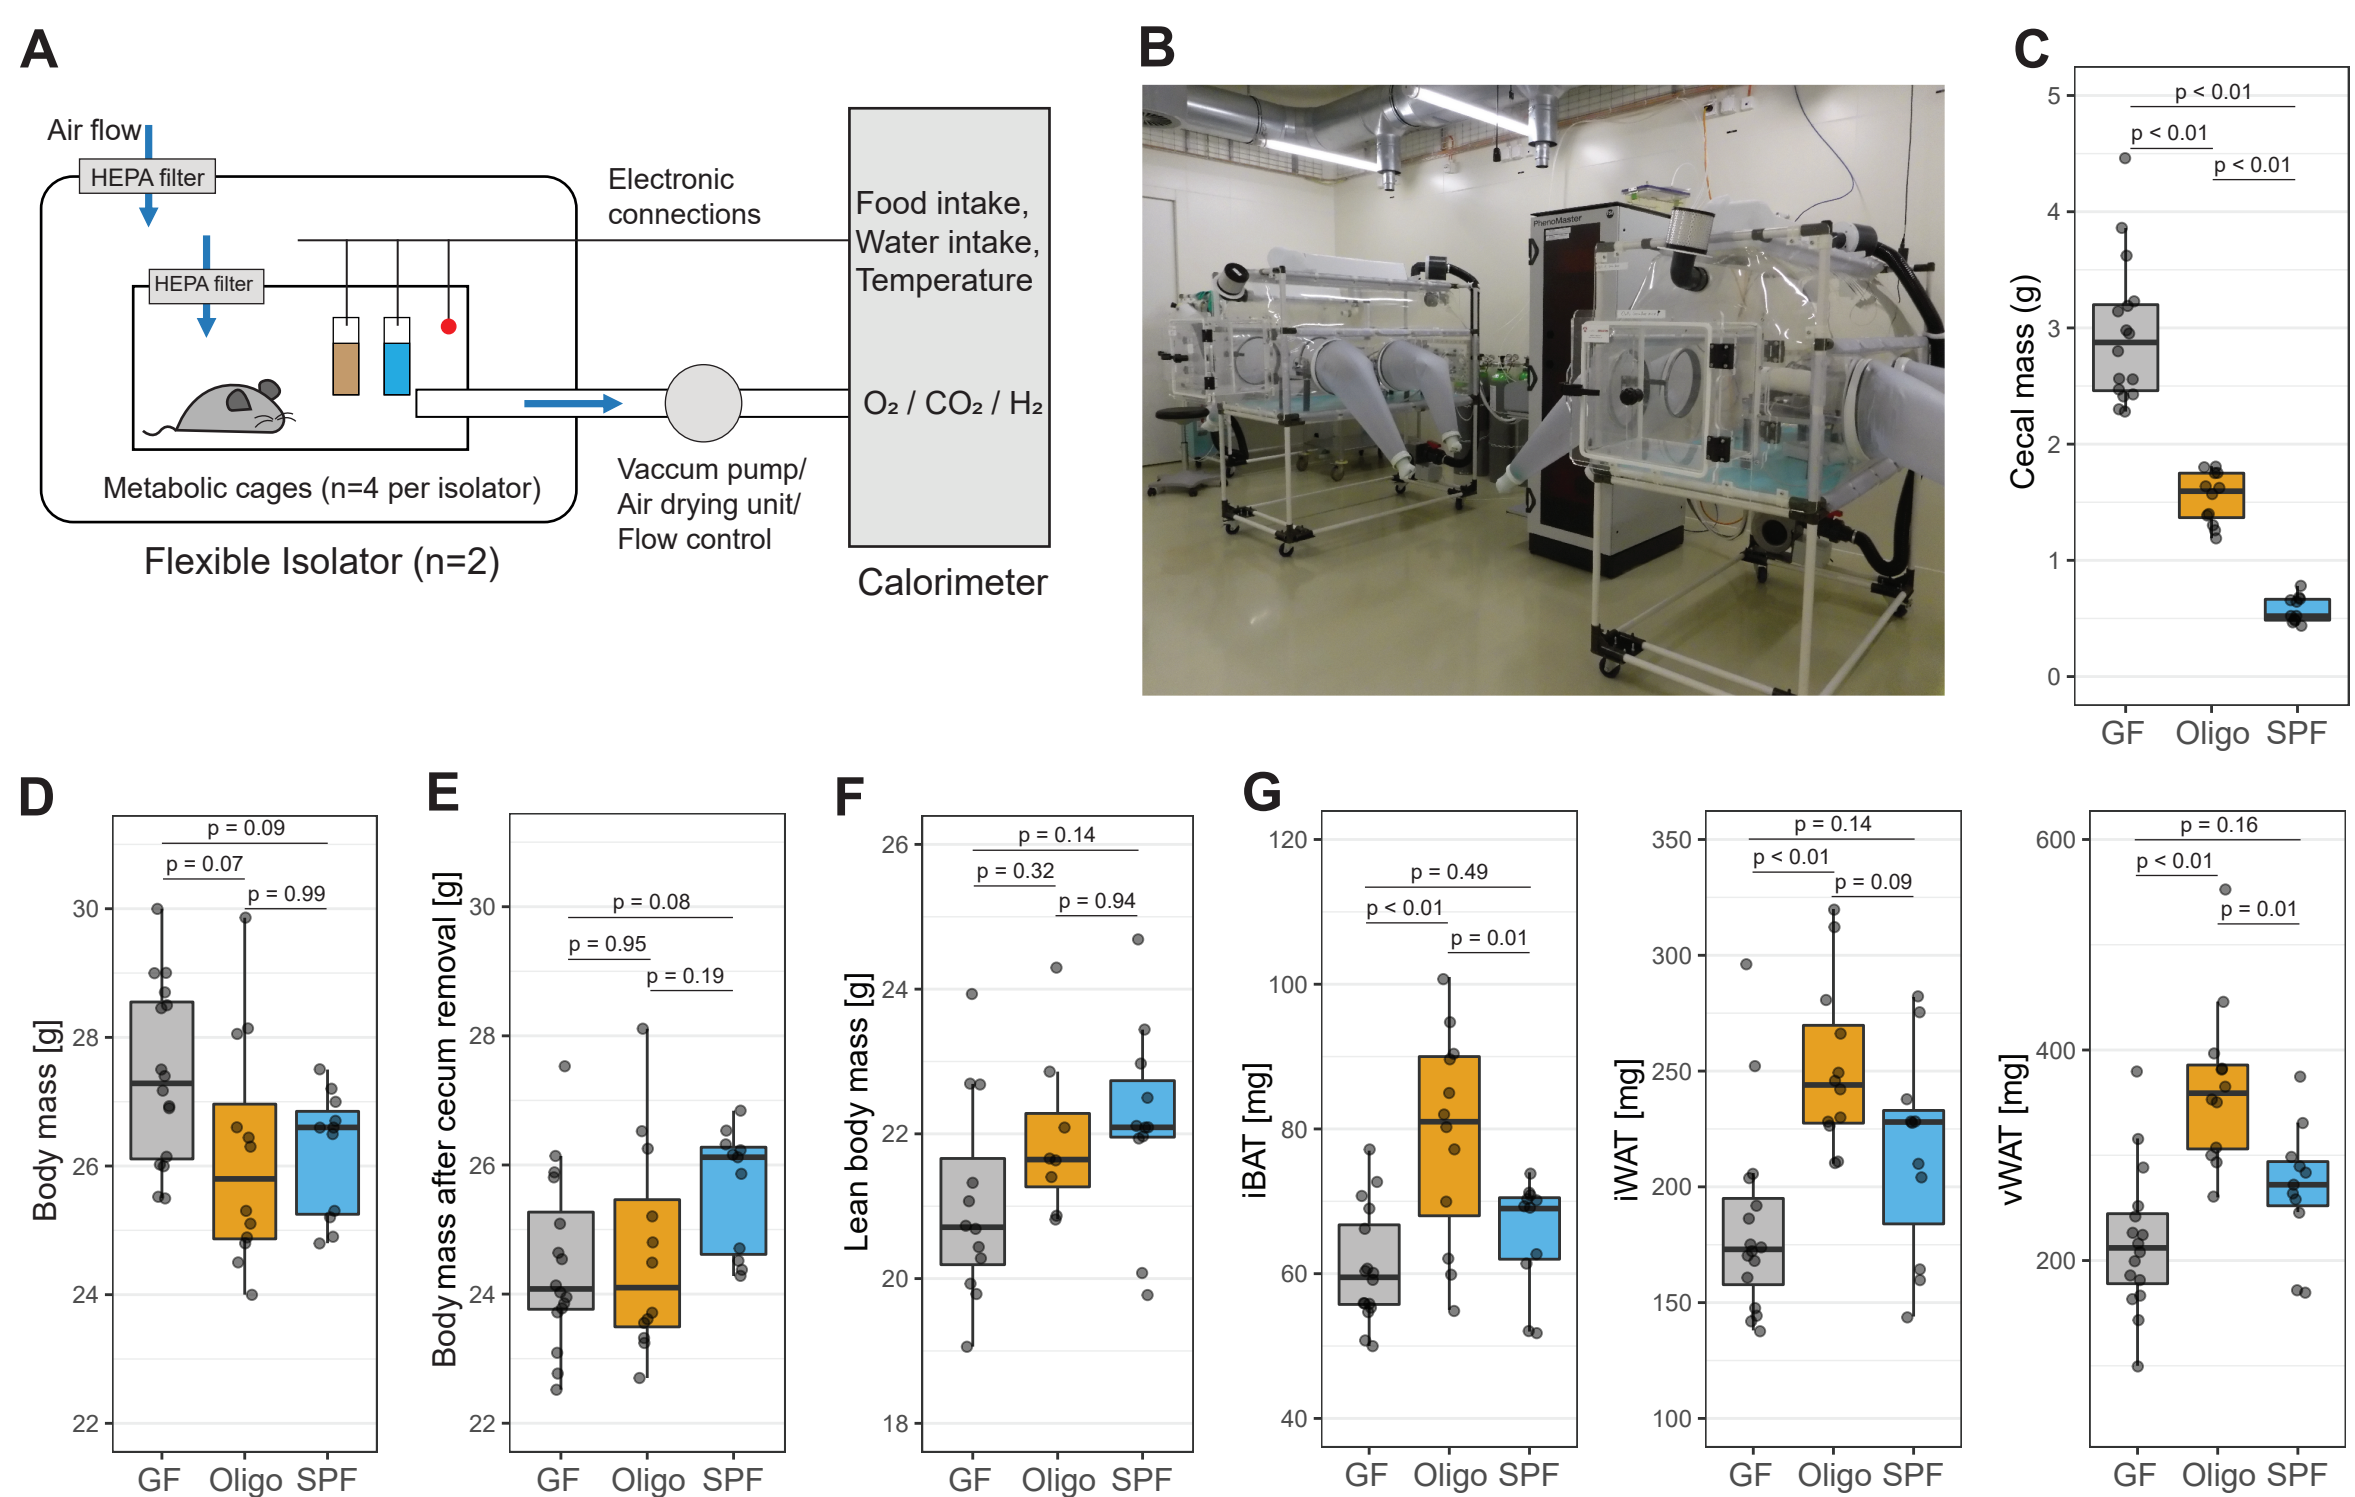 A
Air flow
HEPA filter
HEPA filter
Electronic
connections
Food intake,
Water intake,
Temperature
O₂ / CO₂ / H₂
Metabolic cages (n=4 per isolator)
Vaccum pump/
Air drying unit/
Flow control
Flexible Isolator (n=2)
Calorimeter
B
PhenoMaster
C
Cecal mass (g)
5
4
3
2
1
0
p < 0.01
p < 0.01
p < 0.01
GF Oligo SPF
D
Body mass [g]
30
28
26
24
22
p = 0.09
p = 0.07
p = 0.99
GF Oligo SPF
E
Body mass after cecum removal [g]
30
28
26
24
22
p = 0.08
p = 0.95
p = 0.19
GF Oligo SPF
F
Lean body mass [g]
26
24
22
20
18
p = 0.14
p = 0.32
p = 0.94
GF Oligo SPF
G
iBAT [mg]
120
100
80
60
40
p = 0.49
p < 0.01
p = 0.01
GF Oligo SPF
iWAT [mg]
350
300
250
200
150
100
p = 0.14
p < 0.01
p = 0.09
GF Oligo SPF
vWAT [mg]
600
400
200
p = 0.16
p < 0.01
p = 0.01
GF Oligo SPF